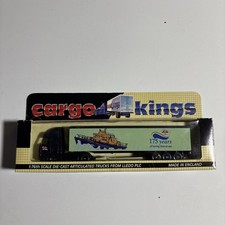 cargo kings
175 years
1:76th SCALE DIE-CAST ARTICULATED TRUCKS FROM LLEDO PLC
MADE IN ENGLAND